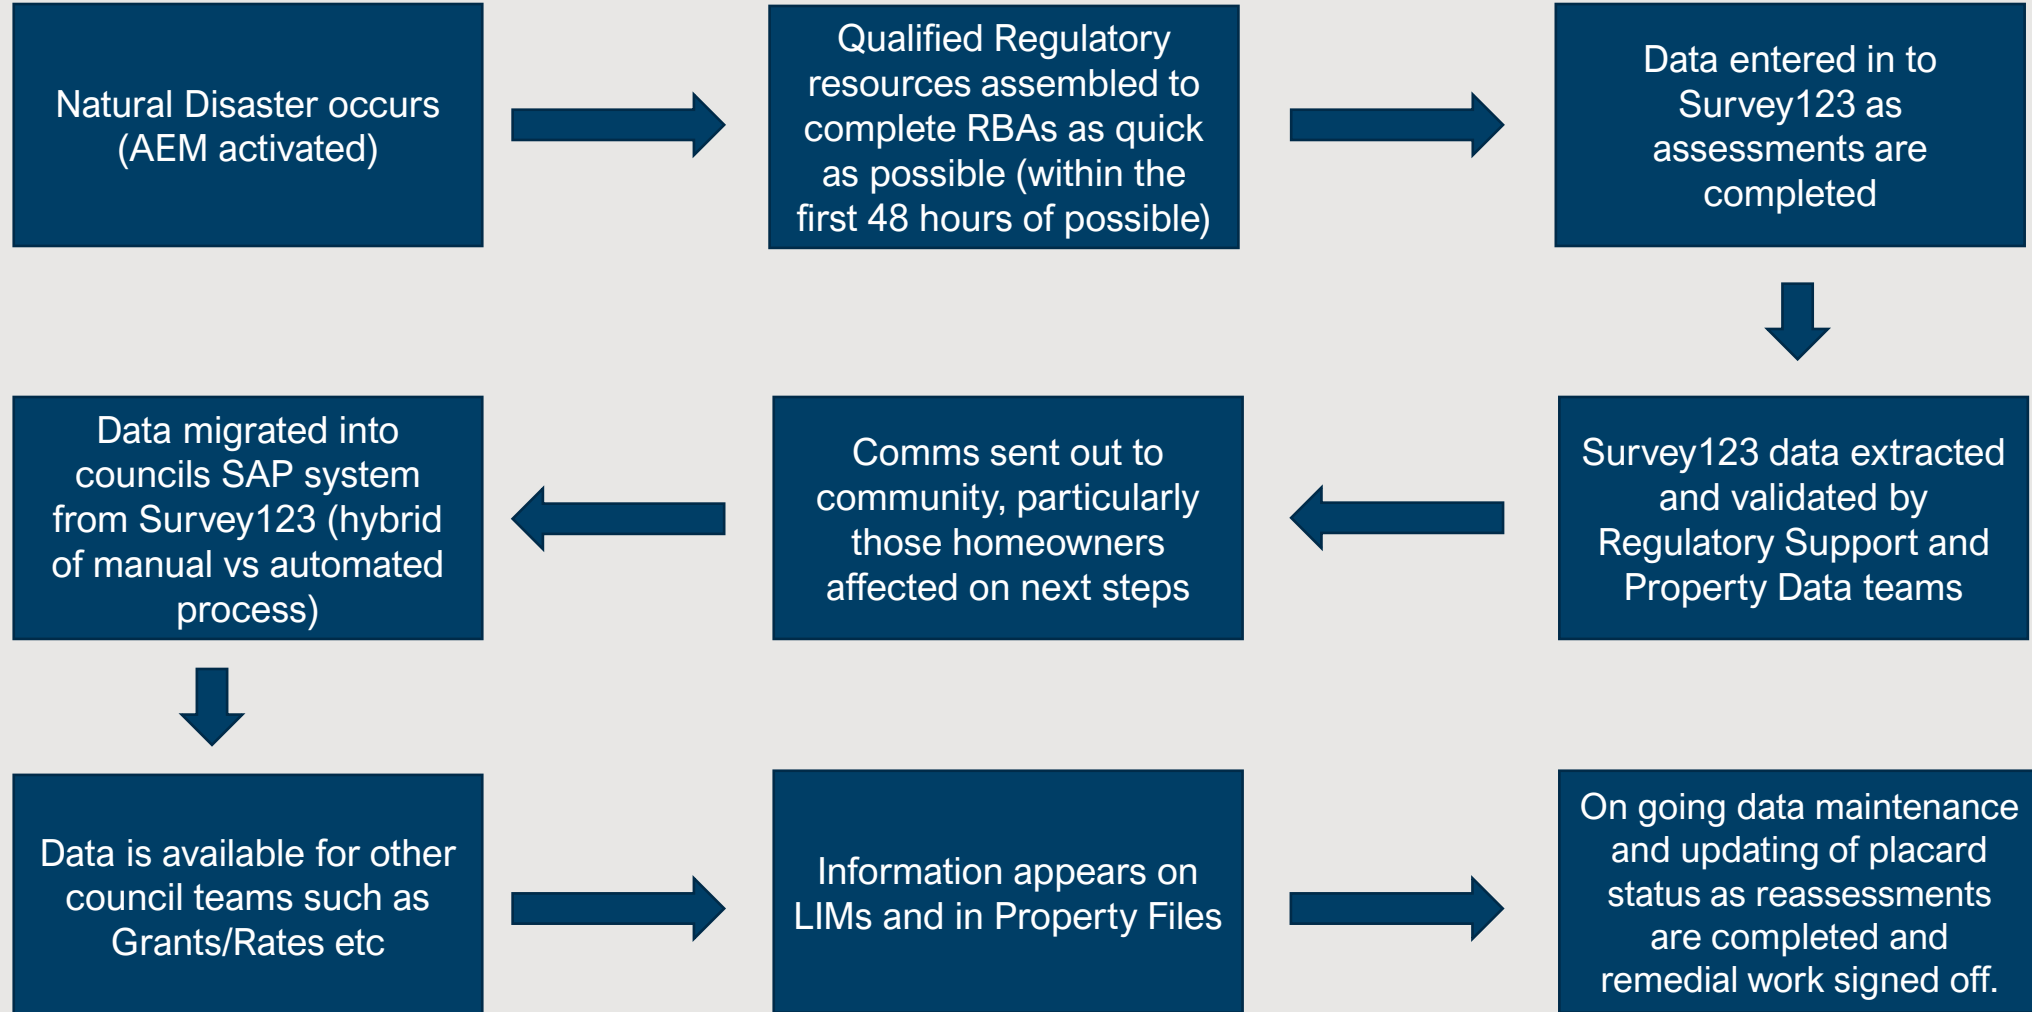 Natural Disaster occurs
(AEM activated)
Qualified Regulatory
resources assembled to
complete RBAs as quick
as possible (within the
first 48 hours of possible)
Data entered in to
Survey123 as
assessments are
completed
Survey123 data extracted
and validated by
Regulatory Support and
Property Data teams
Comms sent out to
community, particularly
those homeowners
affected on next steps
Data migrated into
councils SAP system
from Survey123 (hybrid
of manual vs automated
process)
Data is available for other
council teams such as
Grants/Rates etc
Information appears on
LIMs and in Property Files
On going data maintenance
and updating of placard
status as reassessments
are completed and
remedial work signed off.